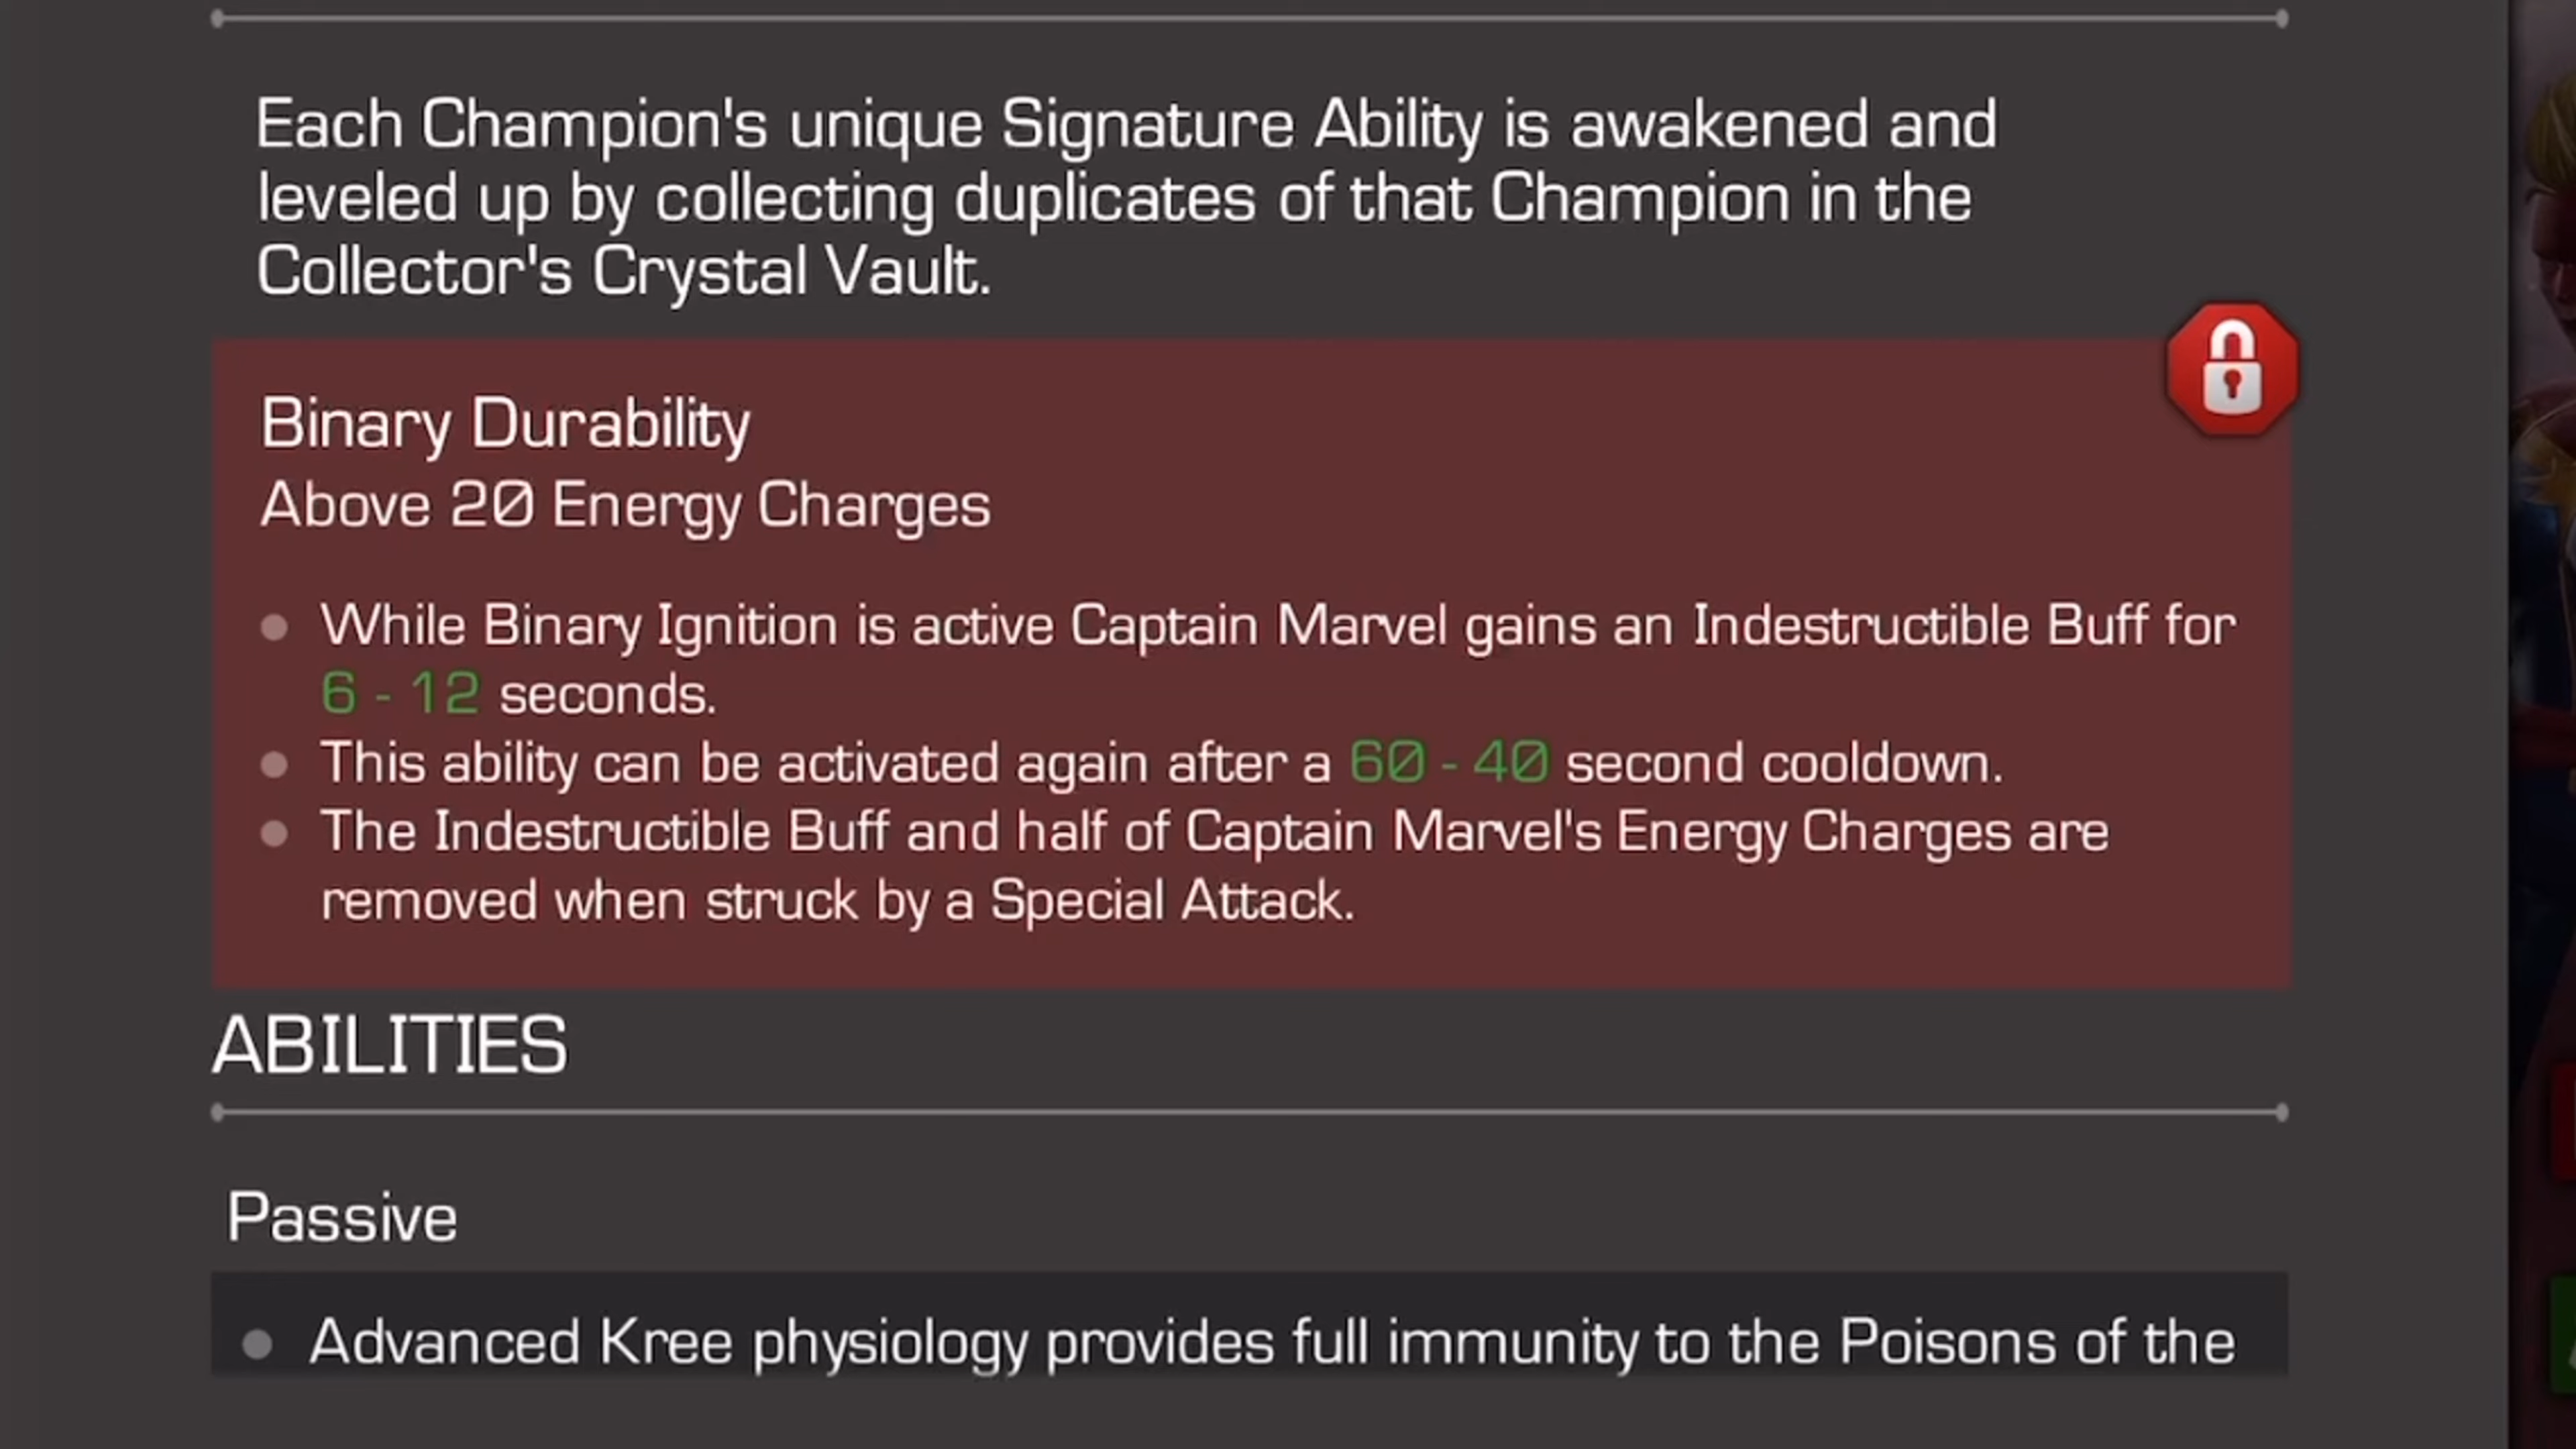 Each Champion's unique Signature Ability is awakened and
leveled up by collecting duplicates of that Champion in the
Collector's Crystal Vault.
Binary Durability
Above 20 Energy Charges
While Binary Ignition is active Captain Marvel gains an Indestructible Buff for
6 - 12 seconds.
This ability can be activated again after a 60 - 40 second cooldown.
The Indestructible Buff and half of Captain Marvel's Energy Charges are
removed when struck by a Special Attack.
ABILITIES
Passive
Advanced Kree physiology provides full immunity to the Poisons of the